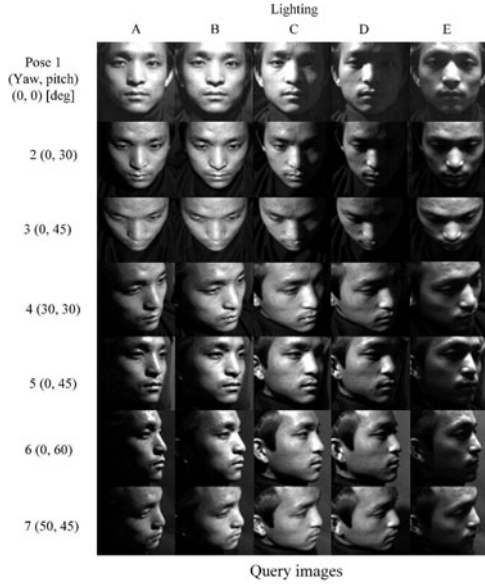 Lighting
A B C D E
Pose 1
(Yaw, pitch)
(0, 0) [deg]
2 (0, 30)
3 (0, 45)
4 (30, 30)
5 (0, 45)
6 (0, 60)
7 (50, 45)
Query images